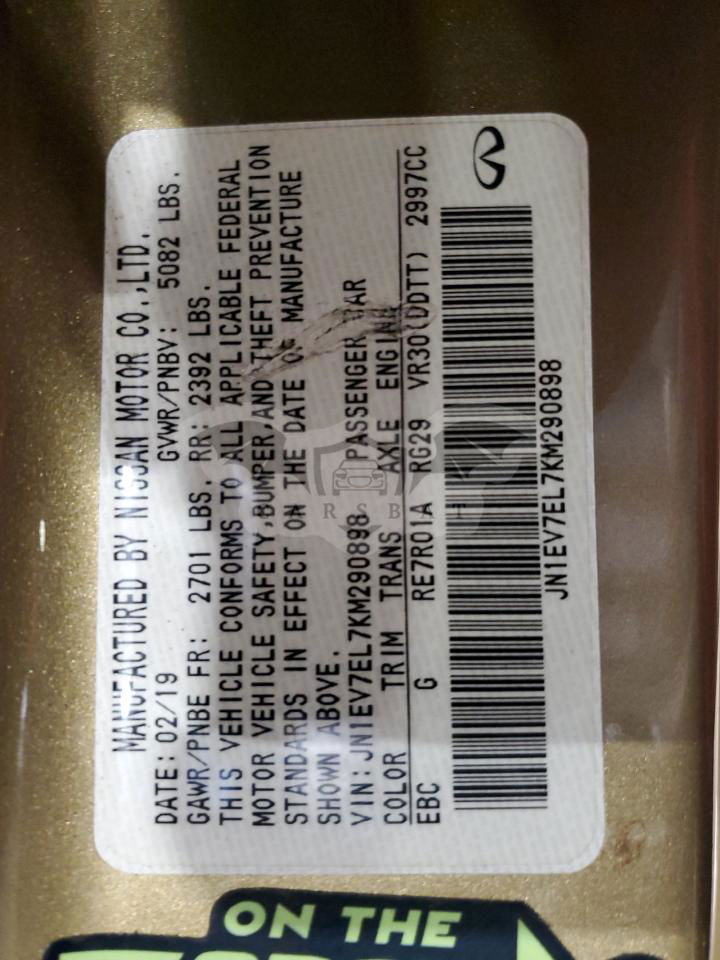 MANUFACTURED BY NISSAN MOTOR CO.,LTD.
DATE: 02/19 GVWR/PNBV: 5082 LBS.
GAWR/PNBE FR: 2701 LBS. RR: 2392 LBS.
THIS VEHICLE CONFORMS TO ALL APPLICABLE FEDERAL
MOTOR VEHICLE SAFETY,BUMPER,AND THEFT PREVENTION
STANDARDS IN EFFECT ON THE DATE OF MANUFACTURE
SHOWN ABOVE.
VIN:JN1EV7EL7KM290898 PASSENGER CAR
COLOR TRIM TRANS AXLE ENGINE
EBC G RE7R01A RG29 VR30(DDTT) 2997CC
JN1EV7EL7KM290898
ON THE